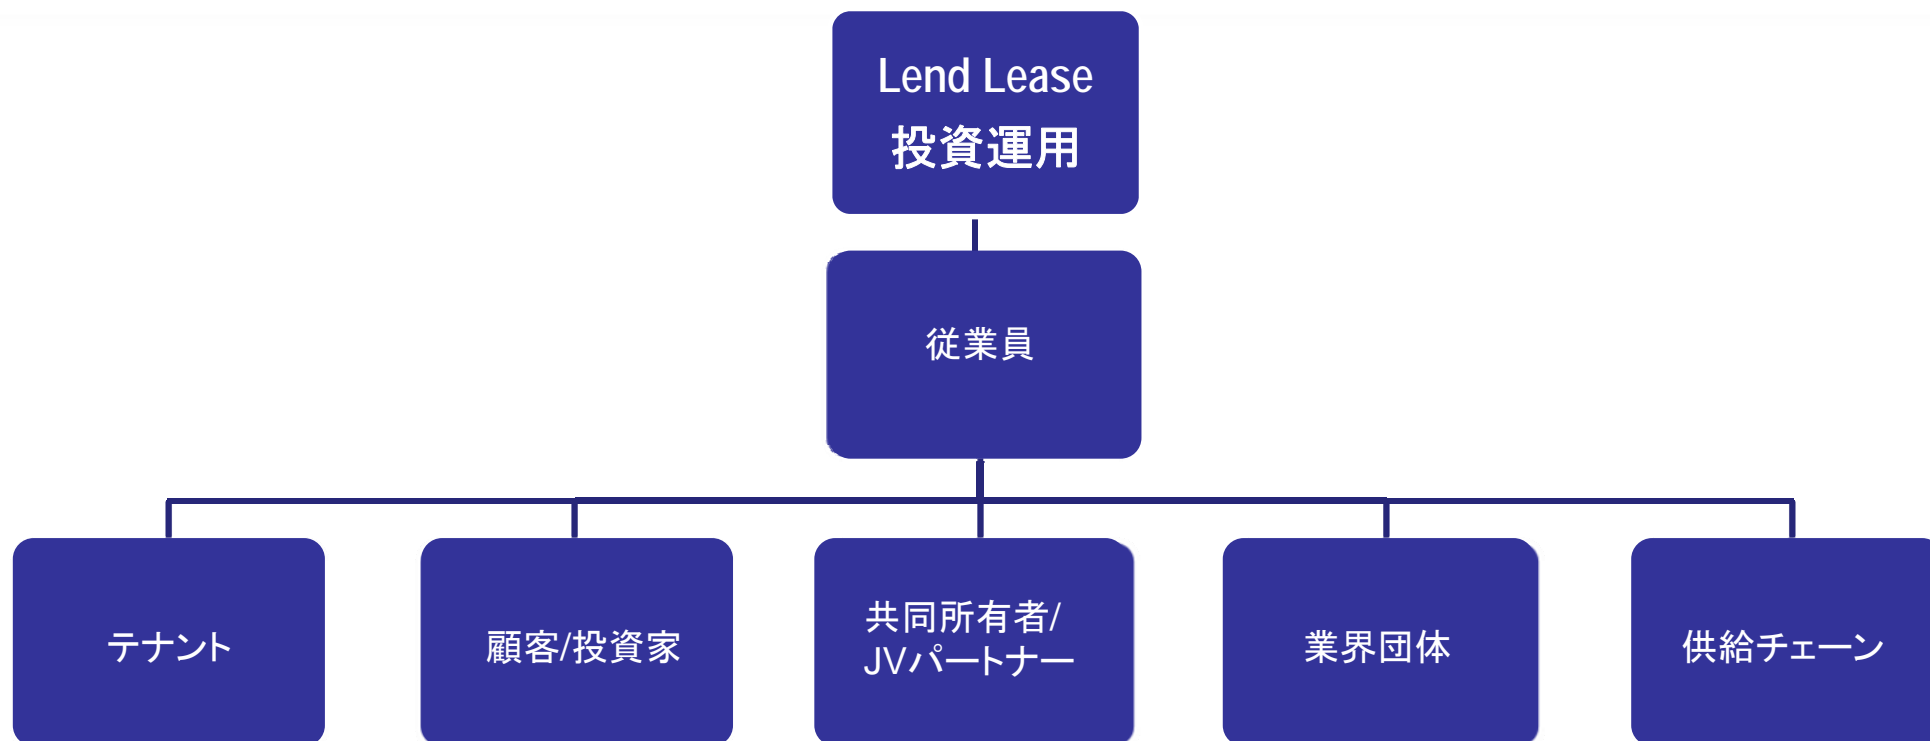 Lend Lease
投資運用
従業員
テナント
顧客/投資家
共同所有者/
JVパートナー
業界団体
供給チェーン